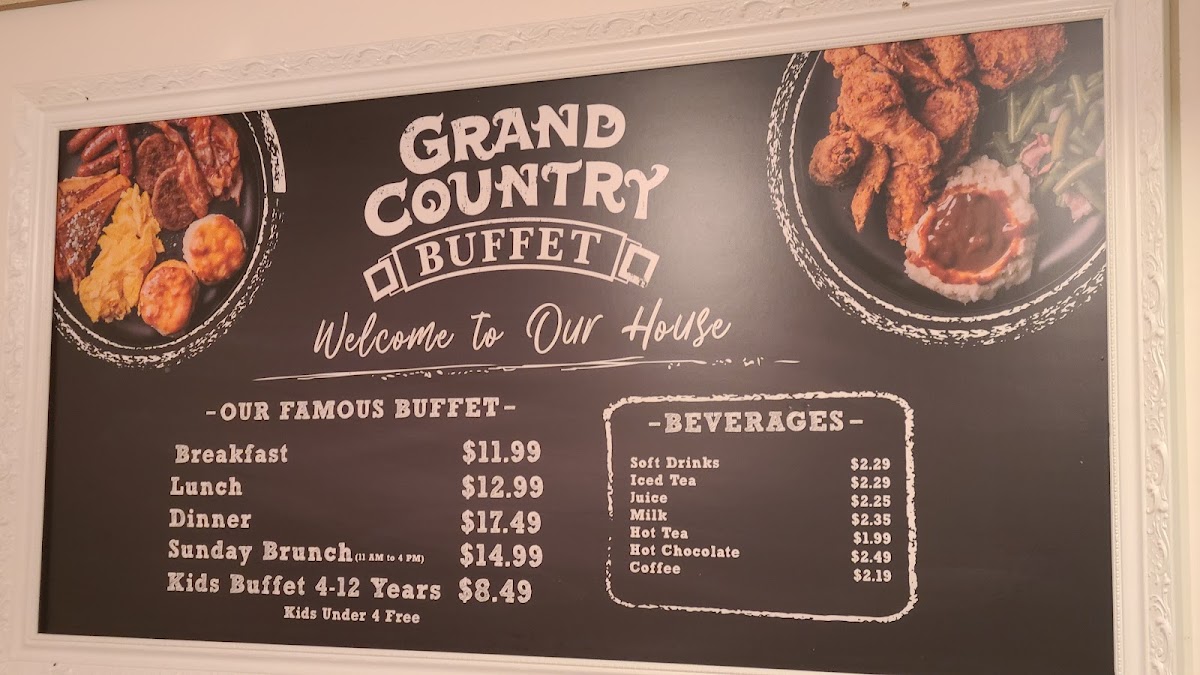 GRAND
COUNTRY
BUFFET
Welcome to Our House
-OUR FAMOUS BUFFET-
Breakfast $11.99
Lunch $12.99
Dinner $17.49
Sunday Brunch (11 AM to 4 PM) $14.99
Kids Buffet 4-12 Years $8.49
Kids Under 4 Free
-BEVERAGES-
Soft Drinks $2.29
Iced Tea $2.29
Juice $2.25
Milk $2.35
Hot Tea $1.99
Hot Chocolate $2.49
Coffee $2.19